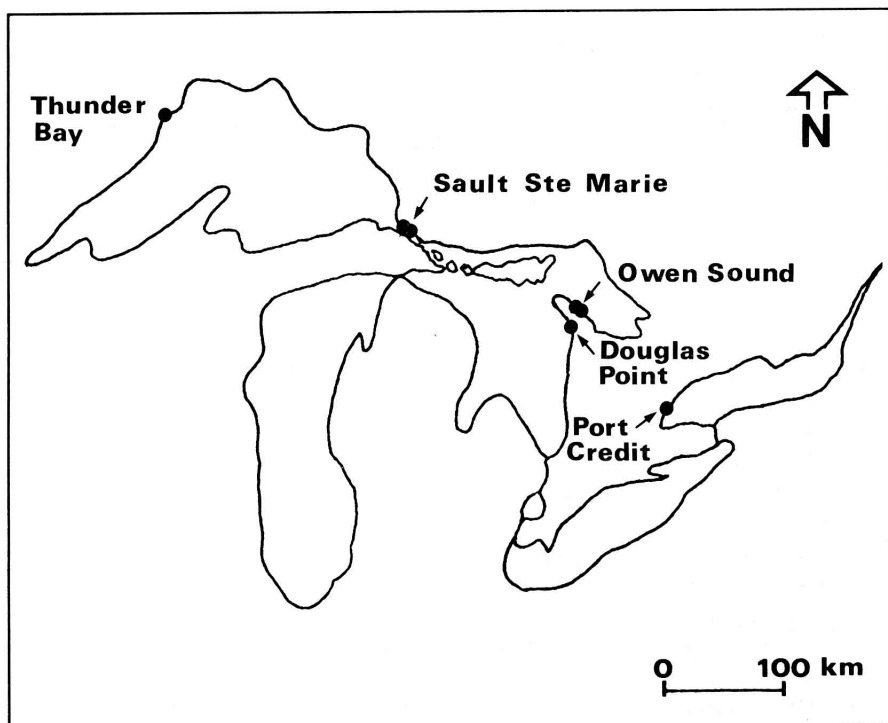 Thunder
Bay
N
Sault Ste Marie
Owen Sound
Douglas
Point
Port
Credit
0 100 km